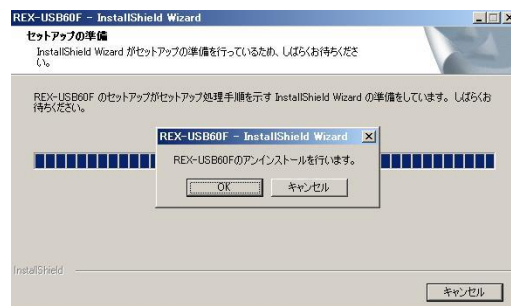 REX-USB60F - InstallShield Wizard
セットアップの準備
InstallShield Wizard がセットアップの準備を行っているため、しばらくお待ちくださ
い。
REX-USB60F のセットアップがセットアップ処理手順を示す InstallShield Wizard の準備をしています。しばらくお
待ちください。
REX-USB60F - InstallShield Wizard
REX-USB60Fのアンインストールを行います。
OK
キャンセル
InstallShield
キャンセル